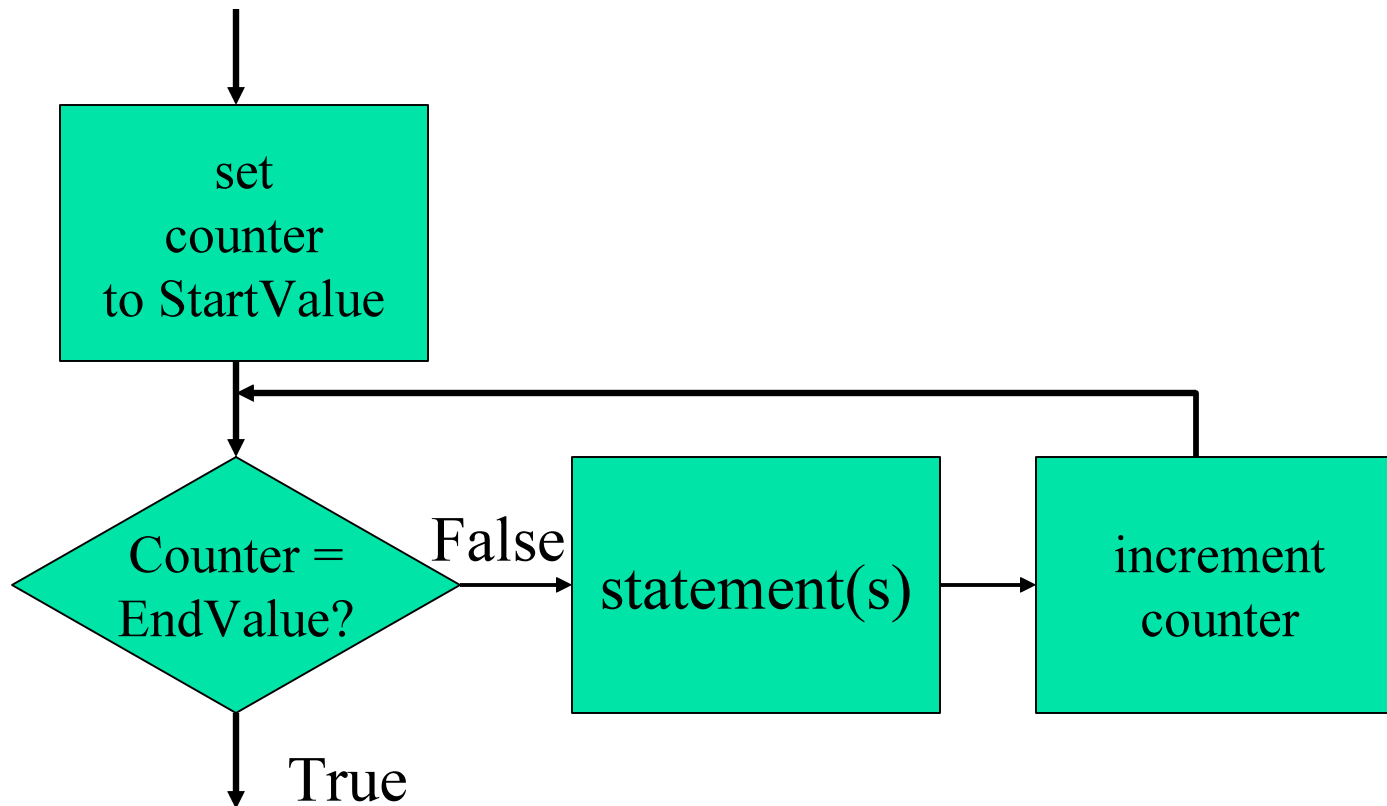 set
counter
to StartValue
Counter =
EndValue?
False
statement(s)
increment
counter
True